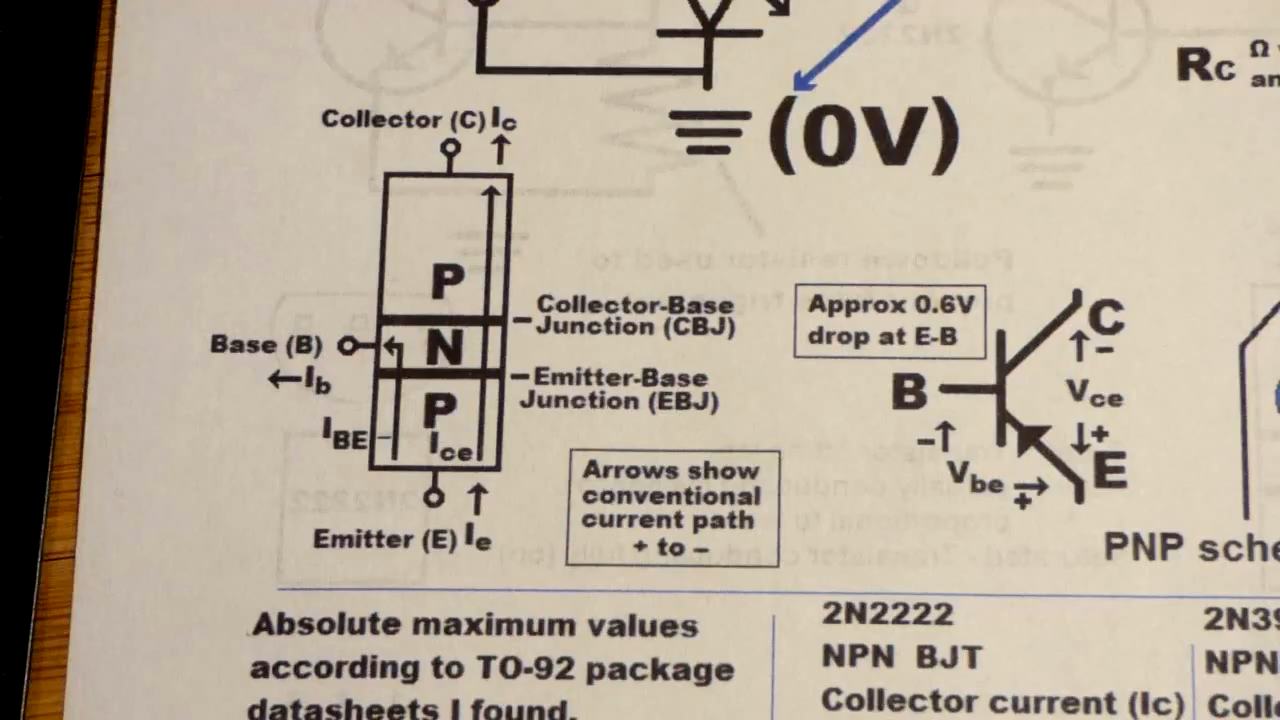 Rc Ω
(0V)
Collector (C) Ic
P
N
P
Collector-Base
Junction (CBJ)
Base (B)
←Ib
Emitter-Base
Junction (EBJ)
IBE
Ice
Emitter (E) Ie
Arrows show
conventional
current path
+ to –
Approx 0.6V
drop at E-B
C
–
B
Vce
+
–
E
Vbe
+
PNP
Absolute maximum values
according to TO-92 package
datasheets I found.
2N2222
NPN BJT
Collector current (Ic)
NPN